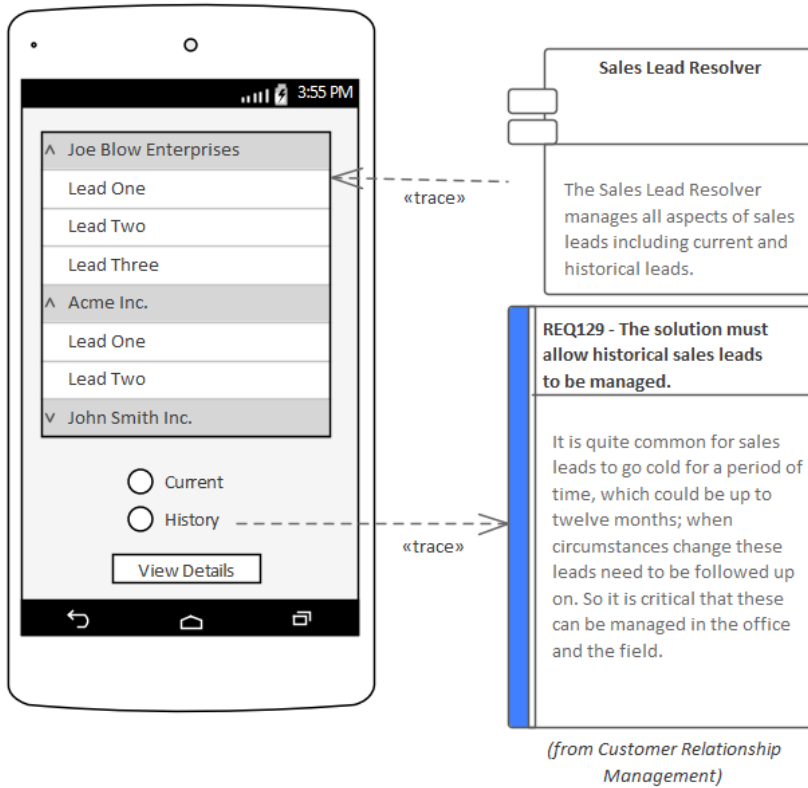 3:55 PM
^ Joe Blow Enterprises
Lead One
Lead Two
Lead Three
^ Acme Inc.
Lead One
Lead Two
v John Smith Inc.
Current
History
View Details
«trace»
«trace»
Sales Lead Resolver
The Sales Lead Resolver
manages all aspects of sales
leads including current and
historical leads.
REQ129 - The solution must
allow historical sales leads
to be managed.
It is quite common for sales
leads to go cold for a period of
time, which could be up to
twelve months; when
circumstances change these
leads need to be followed up
on. So it is critical that these
can be managed in the office
and the field.
(from Customer Relationship
Management)